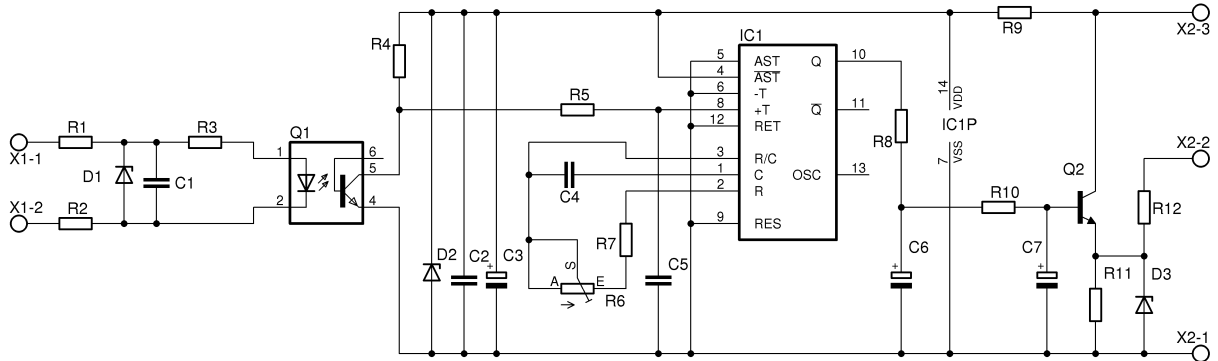 X1-1
X1-2
R1
R2
D1
C1
R3
Q1
1
2
6
5
4
R4
D2
C2
C3
+
R5
C4
A
S
E
R6
R7
C5
IC1
5 AST Q 10
4 AST
6 -T
8 +T Q 11
12 RET
3 R/C
1 C OSC 13
2 R
9 RES
R8
C6
+
14
VDD
IC1P
7
VSS
R9
R10
C7
+
Q2
R11
D3
R12
X2-3
X2-2
X2-1